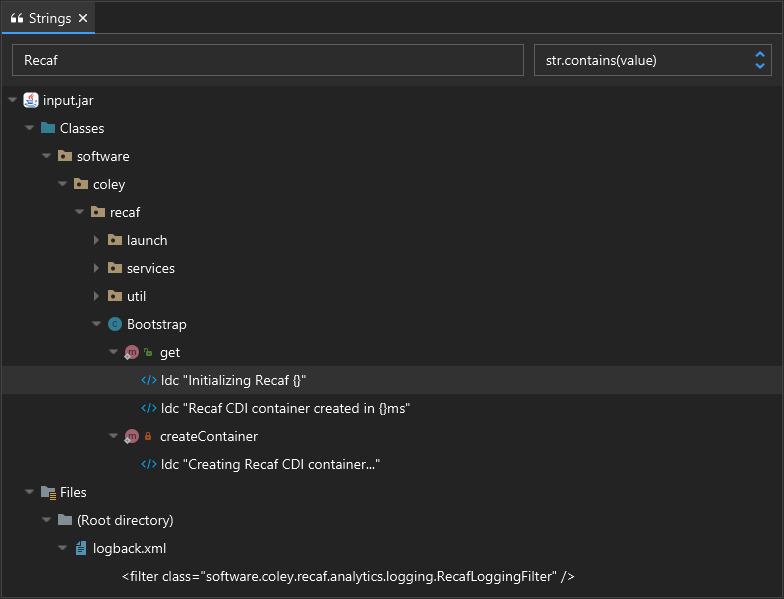 Strings
Recaf str.contains(value)
input.jar
Classes
software
coley
recaf
launch
services
util
C Bootstrap
m get
</> ldc "Initializing Recaf {}"
</> ldc "Recaf CDI container created in {}ms"
m createContainer
</> ldc "Creating Recaf CDI container..."
Files
(Root directory)
logback.xml
<filter class="software.coley.recaf.analytics.logging.RecafLoggingFilter" />